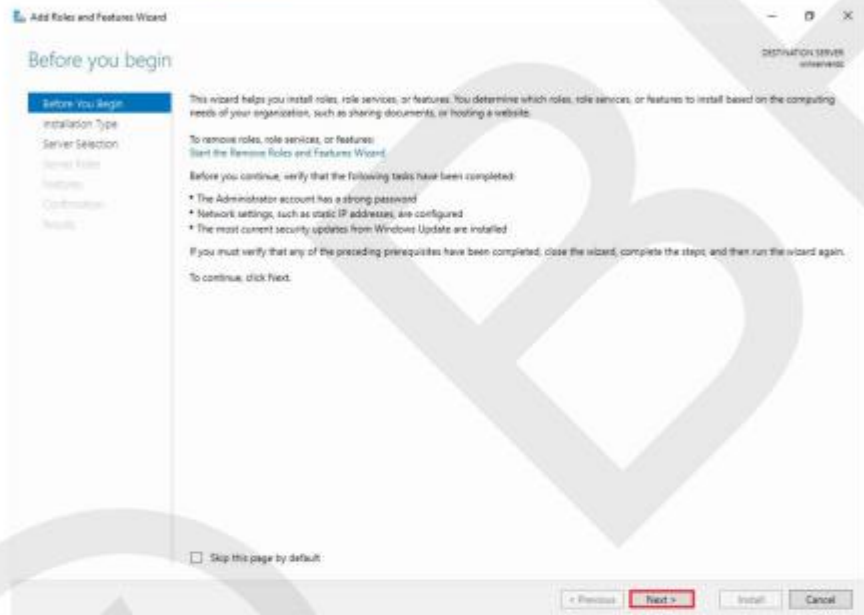 Add Roles and Features Wizard
Before you begin
DESTINATION SERVER
Before You Begin
Installation Type
Server Selection
Server Roles
Features
Confirmation
Results
This wizard helps you install roles, role services, or features. You determine which roles, role services, or features to install based on the computing
needs of your organization, such as sharing documents, or hosting a website.
To remove roles, role services, or features:
Start the Remove Roles and Features Wizard
Before you continue, verify that the following tasks have been completed:
• The Administrator account has a strong password
• Network settings, such as static IP addresses, are configured
• The most current security updates from Windows Update are installed
If you must verify that any of the preceding prerequisites have been completed, close the wizard, complete the steps, and then run the wizard again.
To continue, click Next.
Skip this page by default
< Previous
Next >
Install
Cancel